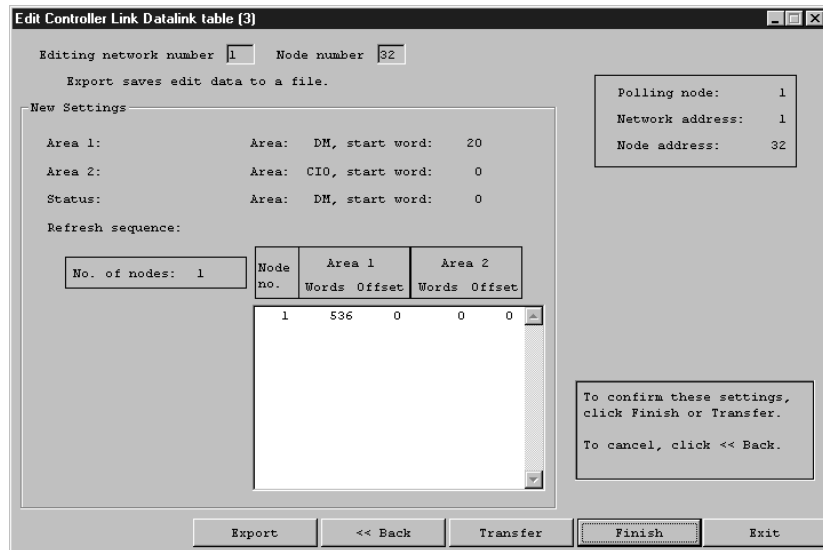 Edit Controller Link Datalink table (3)
Editing network number 1 Node number 32
Export saves edit data to a file.
Polling node: 1
Network address: 1
Node address: 32
New Settings
Area 1: Area: DM, start word: 20
Area 2: Area: CIO, start word: 0
Status: Area: DM, start word: 0
Refresh sequence:
No. of nodes: 1
Node no. Area 1 Area 2
Words Offset Words Offset
1 536 0 0 0
To confirm these settings,
click Finish or Transfer.
To cancel, click << Back.
Export << Back Transfer Finish Exit